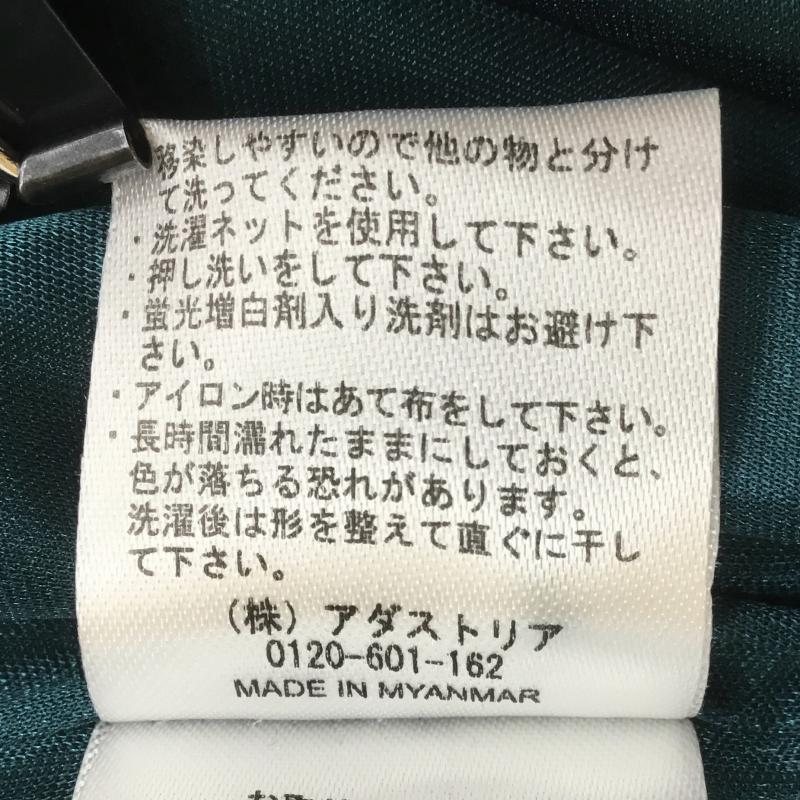 移染しやすいので他の物と分け
て洗ってください。
・洗濯ネットを使用して下さい。
・押し洗いをして下さい。
・蛍光増白剤入り洗剤はお避け下
さい。
・アイロン時はあて布をして下さい。
・長時間濡れたままにしておくと、
色が落ちる恐れがあります。
洗濯後は形を整えて直ぐに干し
て下さい。
（株）アダストリア
0120-601-162
MADE IN MYANMAR